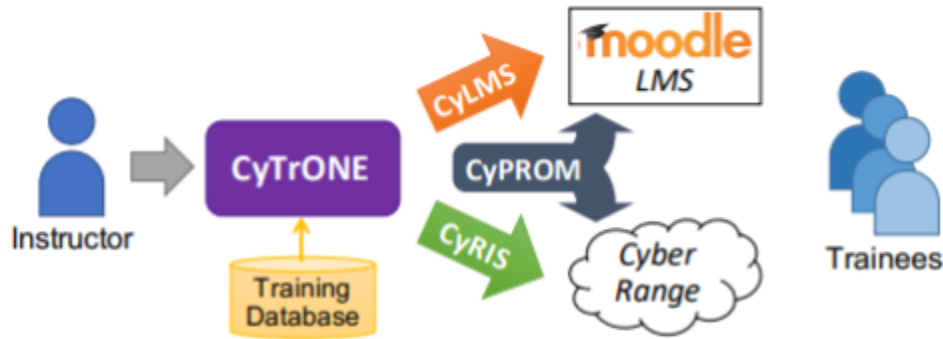 Instructor
CyTrONE
Training
Database
CyLMS
CyPROM
CyRIS
moodle
LMS
Cyber
Range
Trainees